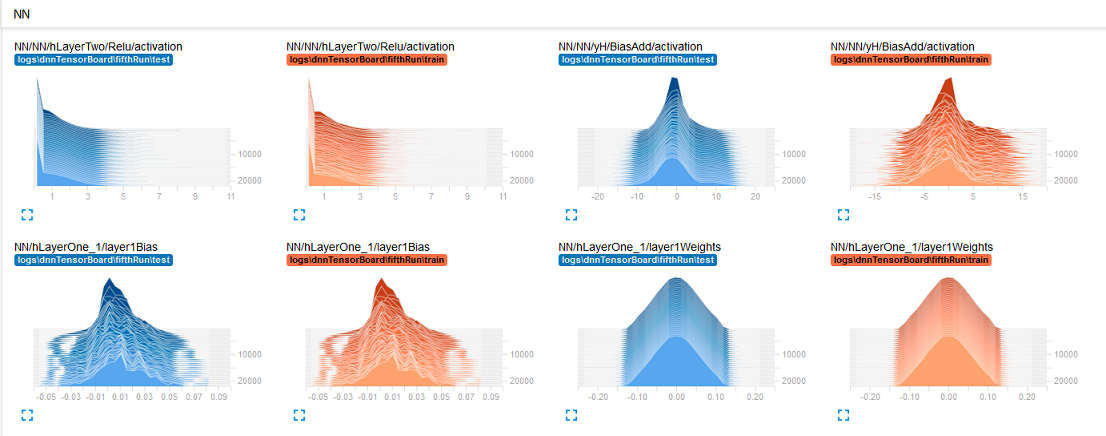 NN
NN/NN/hLayerTwo/Relu/activation
logs\dnnTensorBoard\fifthRun\test
10000
20000
1 3 5 7 9 11
NN/NN/hLayerTwo/Relu/activation
logs\dnnTensorBoard\fifthRun\train
10000
20000
1 3 5 7 9 11
NN/NN/yH/BiasAdd/activation
logs\dnnTensorBoard\fifthRun\test
10000
20000
-20 -10 0 10 20
NN/NN/yH/BiasAdd/activation
logs\dnnTensorBoard\fifthRun\train
10000
20000
-15 -5 5 15
NN/hLayerOne_1/layer1Bias
logs\dnnTensorBoard\fifthRun\test
10000
20000
-0.05 -0.03 -0.01 0.01 0.03 0.05 0.07 0.09
NN/hLayerOne_1/layer1Bias
logs\dnnTensorBoard\fifthRun\train
10000
20000
-0.05 -0.03 -0.01 0.01 0.03 0.05 0.07 0.09
NN/hLayerOne_1/layer1Weights
logs\dnnTensorBoard\fifthRun\test
10000
20000
-0.20 -0.10 0.00 0.10 0.20
NN/hLayerOne_1/layer1Weights
logs\dnnTensorBoard\fifthRun\train
10000
20000
-0.20 -0.10 0.00 0.10 0.20